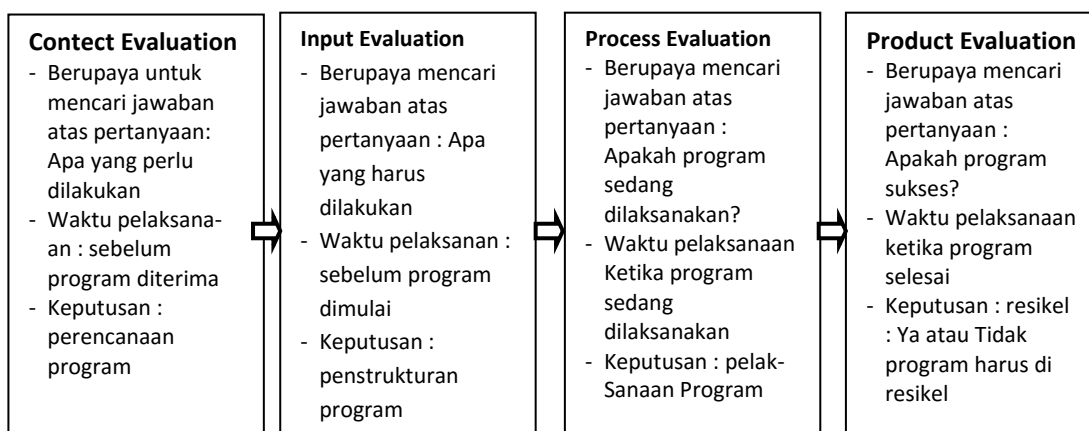 Contect Evaluation
- Berupaya untuk
mencari jawaban
atas pertanyaan:
Apa yang perlu
dilakukan
- Waktu pelaksana-
an : sebelum
program diterima
- Keputusan :
perencanaan
program
Input Evaluation
- Berupaya mencari
jawaban atas
pertanyaan : Apa
yang harus
dilakukan
- Waktu pelaksanan :
sebelum program
dimulai
- Keputusan :
penstrukturan
program
Process Evaluation
- Berupaya mencari
jawaban atas
pertanyaan :
Apakah program
sedang
dilaksanakan?
- Waktu pelaksanaan
Ketika program
sedang
dilaksanakan
- Keputusan : pelak-
Sanaan Program
Product Evaluation
- Berupaya mencari
jawaban atas
pertanyaan :
Apakah program
sukses?
- Waktu pelaksanaan
ketika program
selesai
- Keputusan : resikel
: Ya atau Tidak
program harus di
resikel